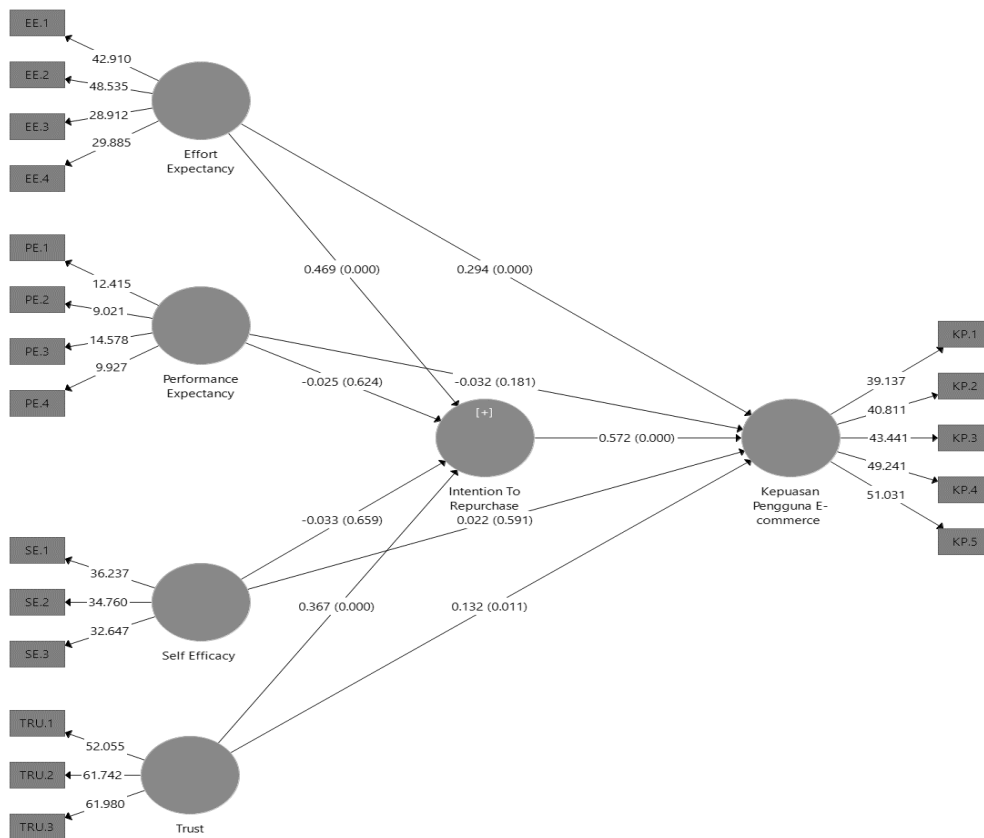 EE.1
42.910
EE.2
48.535
EE.3
28.912
EE.4
29.885
Effort
Expectancy
PE.1
12.415
PE.2
9.021
PE.3
14.578
PE.4
9.927
Performance
Expectancy
SE.1
36.237
SE.2
34.760
SE.3
32.647
Self Efficacy
TRU.1
52.055
TRU.2
61.742
TRU.3
61.980
Trust
0.469 (0.000)
0.294 (0.000)
-0.025 (0.624)
-0.032 (0.181)
[+]
Intention To
Repurchase
0.572 (0.000)
-0.033 (0.659)
0.022 (0.591)
0.367 (0.000)
0.132 (0.011)
Kepuasan
Pengguna E-
commerce
KP.1
39.137
KP.2
40.811
KP.3
43.441
KP.4
49.241
KP.5
51.031